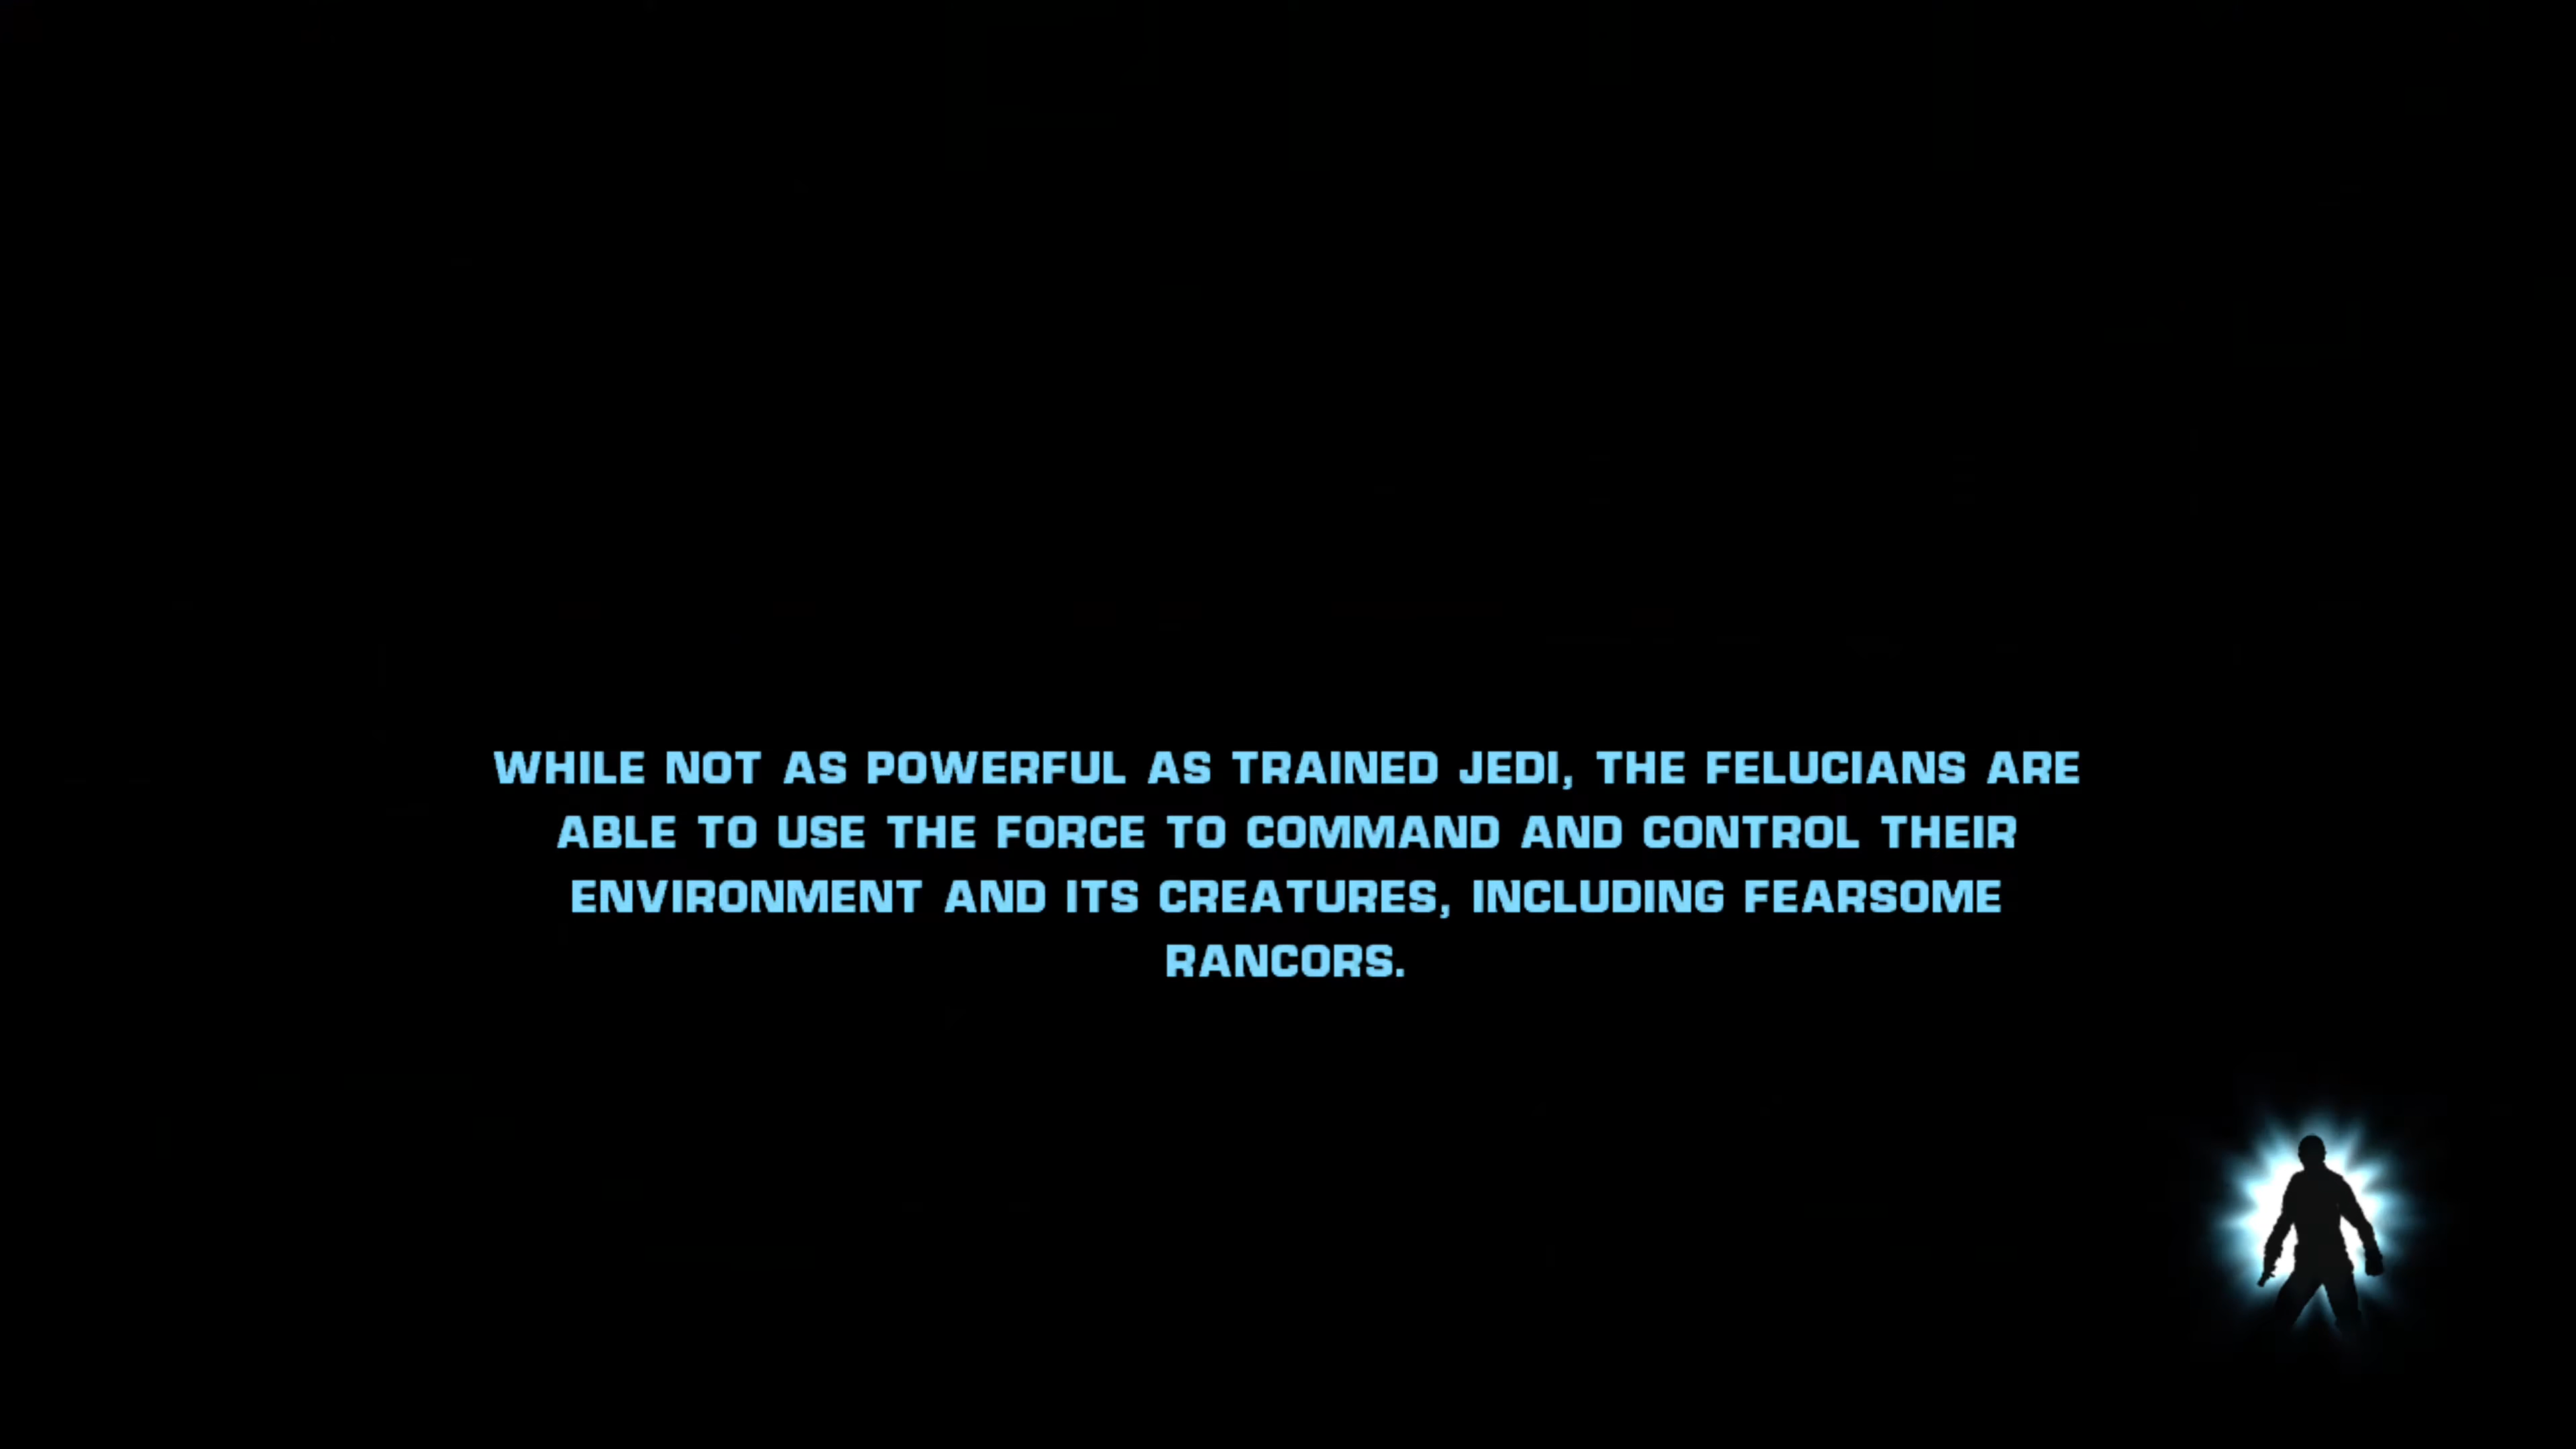 WHILE NOT AS POWERFUL AS TRAINED JEDI, THE FELUCIANS ARE
ABLE TO USE THE FORCE TO COMMAND AND CONTROL THEIR
ENVIRONMENT AND ITS CREATURES, INCLUDING FEARSOME
RANCORS.